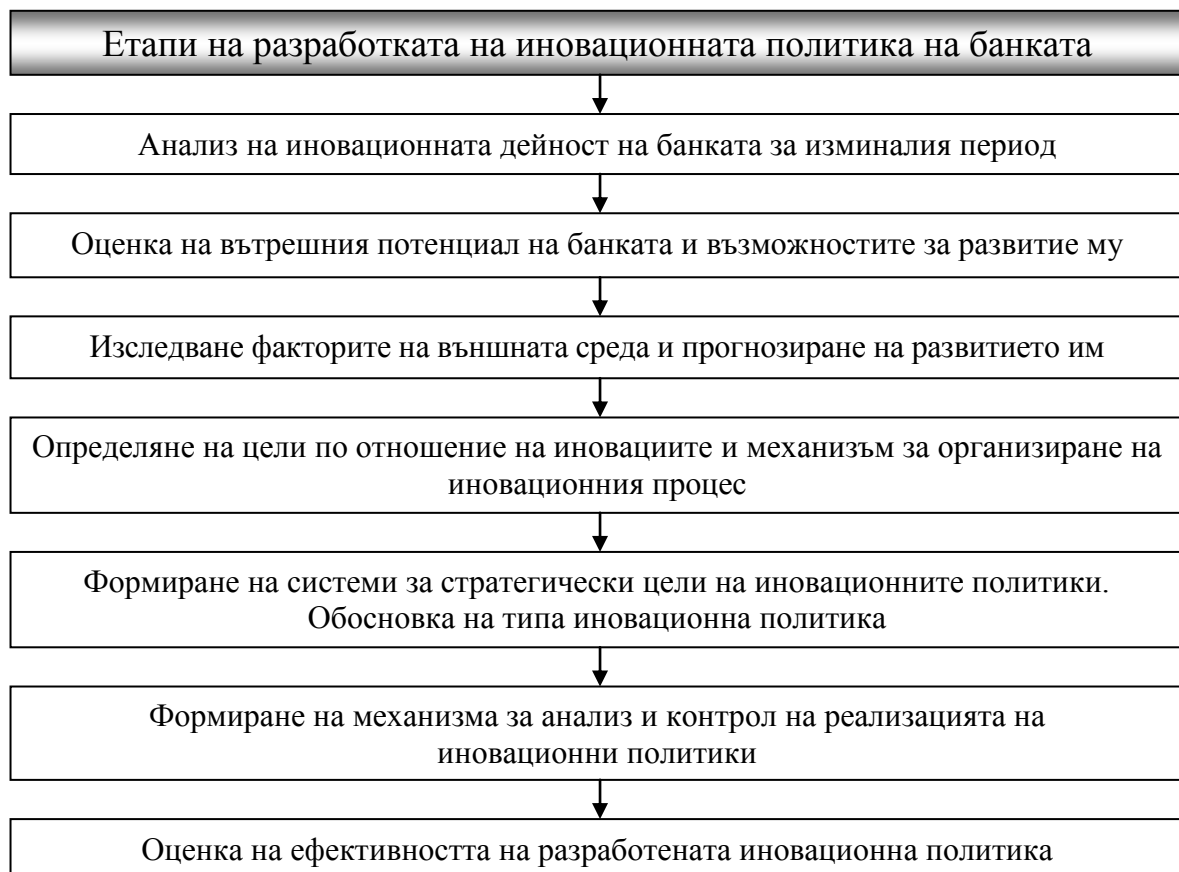 Етапи на разработката на иновационната политика на банката
Анализ на иновационната дейност на банката за изминалия период
Оценка на вътрешния потенциал на банката и възможностите за развитие му
Изследване факторите на външната среда и прогнозиране на развитието им
Определяне на цели по отношение на иновациите и механизъм за организиране на
иновационния процес
Формиране на системи за стратегически цели на иновационните политики.
Обосновка на типа иновационна политика
Формиране на механизма за анализ и контрол на реализацията на
иновационни политики
Оценка на ефективността на разработената иновационна политика